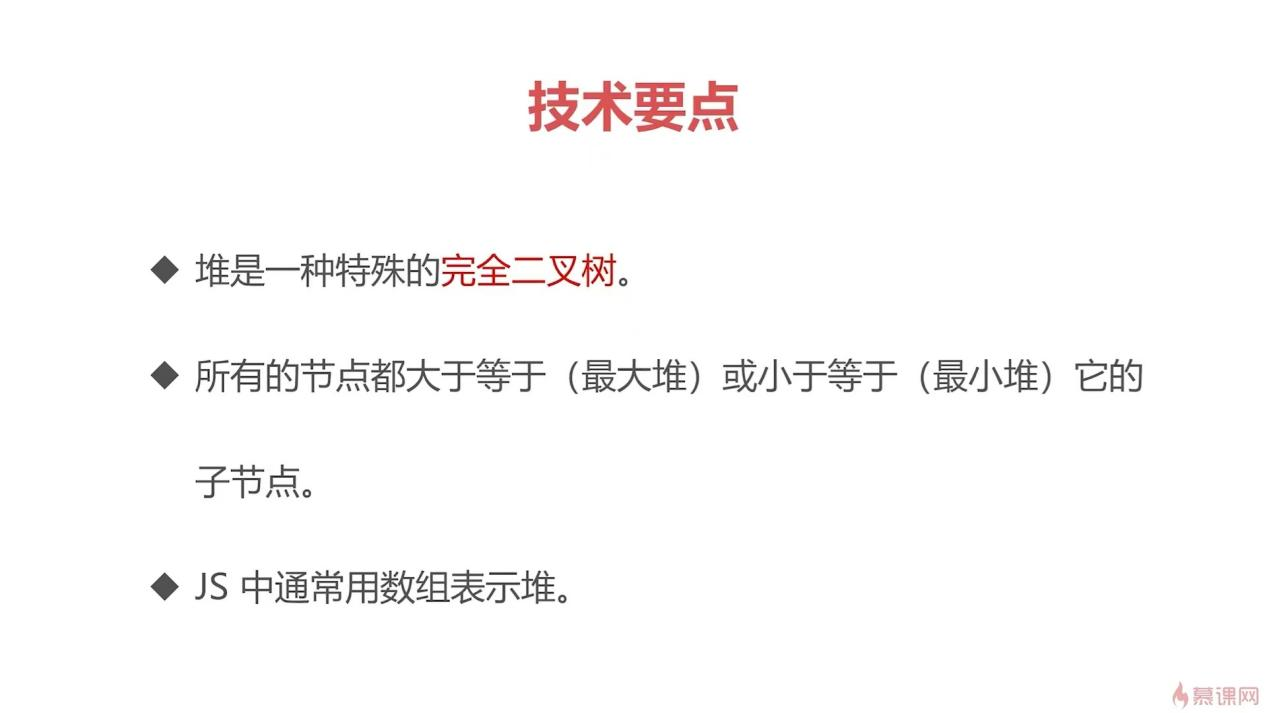 技术要点
◆ 堆是一种特殊的完全二叉树。
◆ 所有的节点都大于等于（最大堆）或小于等于（最小堆）它的
子节点。
◆ JS 中通常用数组表示堆。
慕课网